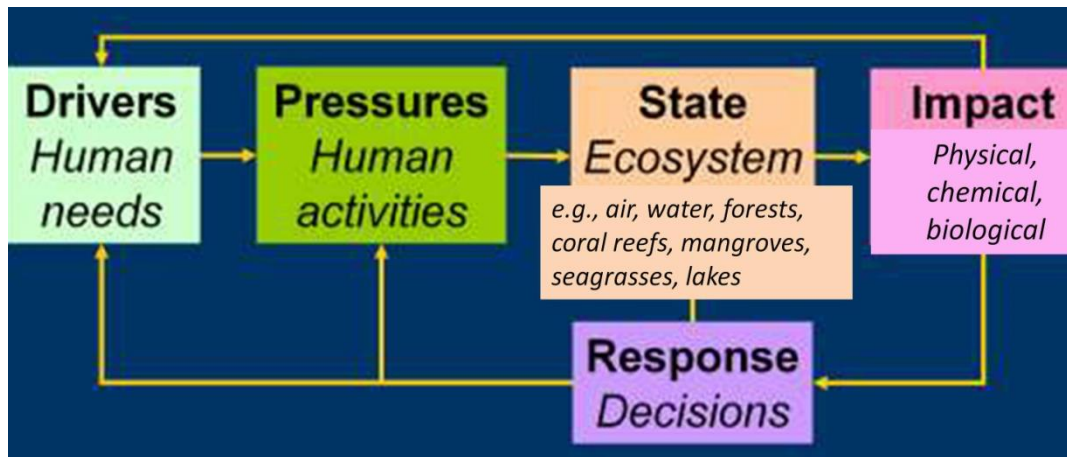 Drivers
Human
needs
Pressures
Human
activities
State
Ecosystem
e.g., air, water, forests,
coral reefs, mangroves,
seagrasses, lakes
Impact
Physical,
chemical,
biological
Response
Decisions